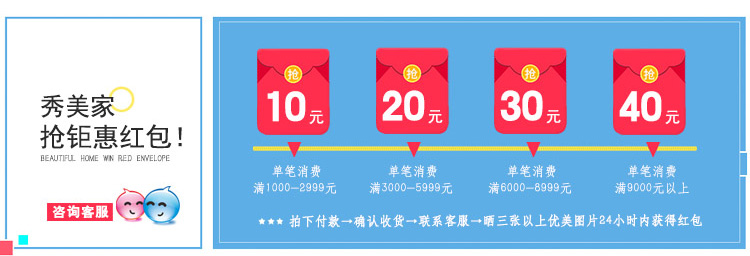 秀美家
抢钜惠红包!
BEAUTIFUL HOME WIN RED ENVELOPE
咨询客服
抢
10元
抢
20元
抢
30元
抢
40元
单笔消费
满1000-2999元
单笔消费
满3000-5999元
单笔消费
满6000-8999元
单笔消费
满9000元以上
★★★ 拍下付款→确认收货→联系客服→晒三张以上优美图片24小时内获得红包